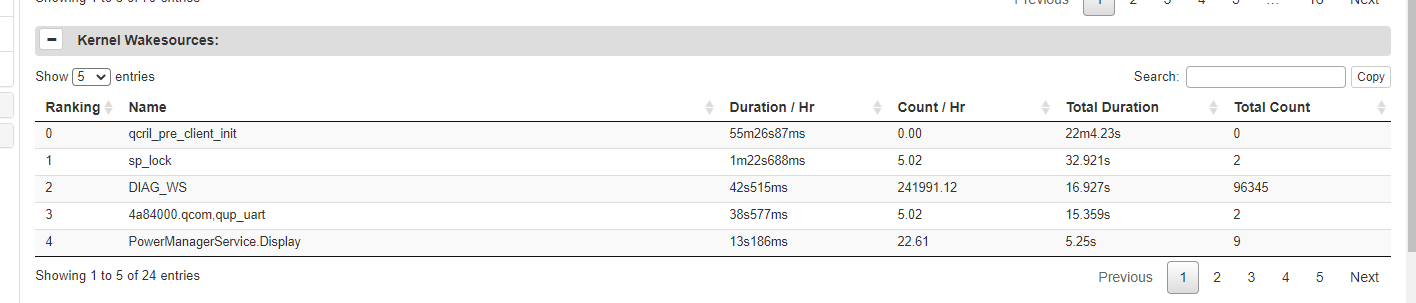 Showing 1 to 5 of 76 entries
Previous 1 2 3 4 5 … 16 Next
Kernel Wakesources:
Show 5 entries Search: Copy
Ranking Name Duration / Hr Count / Hr Total Duration Total Count
0 qcril_pre_client_init 55m26s87ms 0.00 22m4.23s 0
1 sp_lock 1m22s688ms 5.02 32.921s 2
2 DIAG_WS 42s515ms 241991.12 16.927s 96345
3 4a84000.qcom,qup_uart 38s577ms 5.02 15.359s 2
4 PowerManagerService.Display 13s186ms 22.61 5.25s 9
Showing 1 to 5 of 24 entries
Previous 1 2 3 4 5 Next